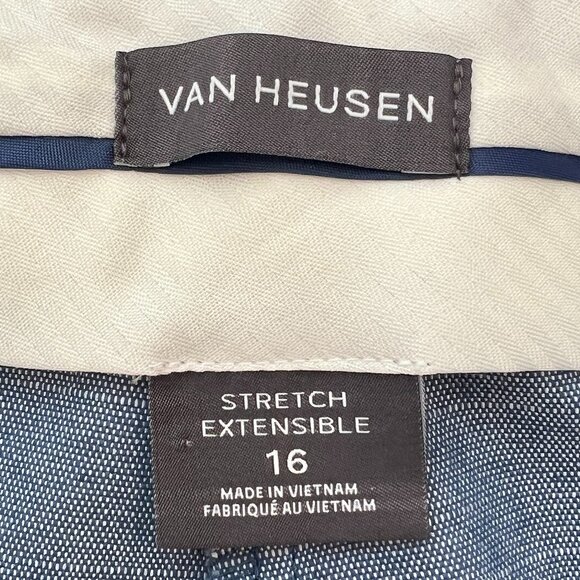 VAN HEUSEN
STRETCH
EXTENSIBLE
16
MADE IN VIETNAM
FABRIQUÉ AU VIETNAM